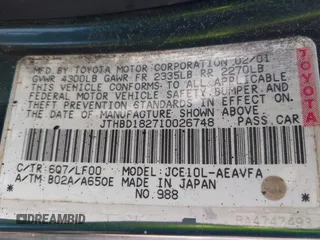 MFD. BY TOYOTA MOTOR CORPORATION 02/01
GVWR 4300LB GAWR FR 2335LB RR 2270LB
THIS VEHICLE CONFORMS TO ALL APPLICABLE
FEDERAL MOTOR VEHICLE SAFETY, BUMPER, AND
THEFT PREVENTION STANDARDS IN EFFECT ON
THE DATE OF MANUFACTURE SHOWN ABOVE.
JTHBD182710026748 PASS. CAR
C/TR: 6Q7/LF00 MODEL: JCE10L-AEAVFA
A/TM: B02A/A650E MADE IN JAPAN
NO. 988
TOYOTA
DREAMBID